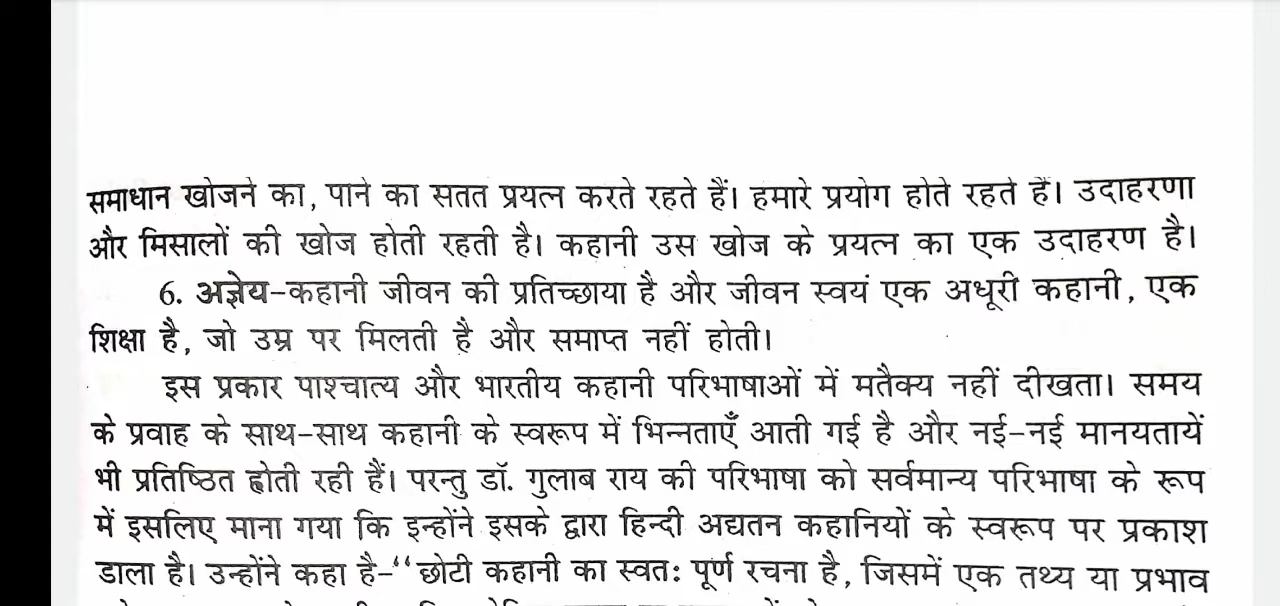 समाधान खोजने का, पाने का सतत प्रयत्न करते रहते हैं। हमारे प्रयोग होते रहते हैं। उदाहरणा
और मिसालों की खोज होती रहती है। कहानी उस खोज के प्रयत्न का एक उदाहरण है।
6. अज्ञेय-कहानी जीवन की प्रतिच्छाया है और जीवन स्वयं एक अधूरी कहानी, एक
शिक्षा है, जो उम्र पर मिलती है और समाप्त नहीं होती।
इस प्रकार पाश्चात्य और भारतीय कहानी परिभाषाओं में मतैक्य नहीं दीखता। समय
के प्रवाह के साथ-साथ कहानी के स्वरूप में भिन्नताएँ आती गई है और नई-नई मानयतायें
भी प्रतिष्ठित होती रही हैं। परन्तु डॉ. गुलाब राय की परिभाषा को सर्वमान्य परिभाषा के रूप
में इसलिए माना गया कि इन्होंने इसके द्वारा हिन्दी अद्यतन कहानियों के स्वरूप पर प्रकाश
डाला है। उन्होंने कहा है-“छोटी कहानी का स्वतः पूर्ण रचना है, जिसमें एक तथ्य या प्रभाव